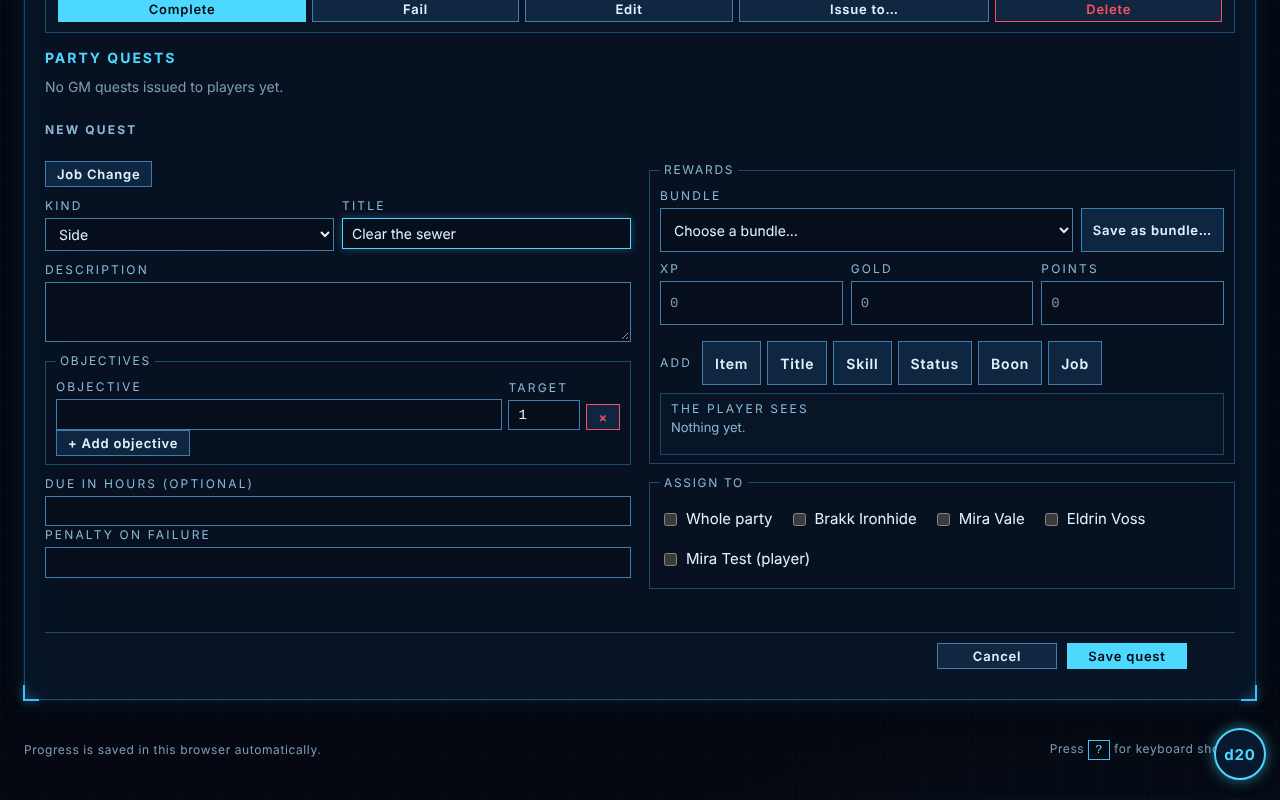 Complete Fail Edit Issue to... Delete
PARTY QUESTS
No GM quests issued to players yet.
NEW QUEST
Job Change
KIND TITLE
Side Clear the sewer
DESCRIPTION
OBJECTIVES
OBJECTIVE TARGET
1 ×
+ Add objective
DUE IN HOURS (OPTIONAL)
PENALTY ON FAILURE
REWARDS
BUNDLE
Choose a bundle... Save as bundle...
XP GOLD POINTS
0 0 0
ADD Item Title Skill Status Boon Job
THE PLAYER SEES
Nothing yet.
ASSIGN TO
Whole party Brakk Ironhide Mira Vale Eldrin Voss
Mira Test (player)
Cancel Save quest
Progress is saved in this browser automatically.
Press ? for keyboard
d20